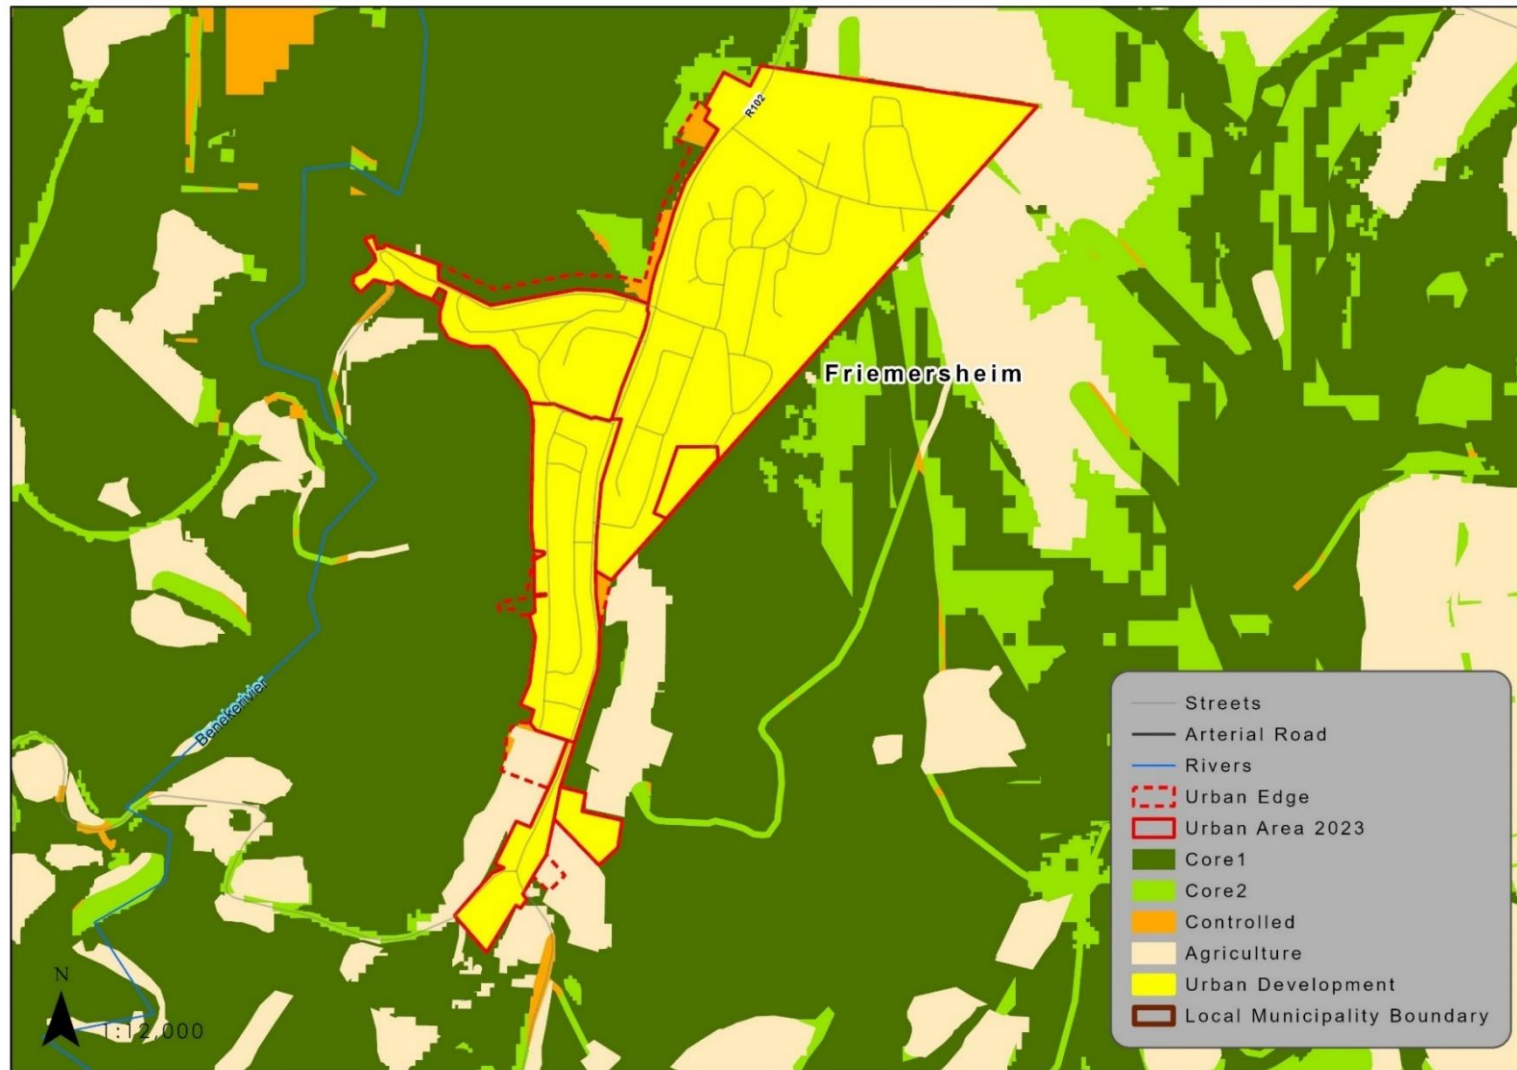 R102
Friemersheim
Benekerivier
Streets
Arterial Road
Rivers
Urban Edge
Urban Area 2023
Core1
Core2
Controlled
Agriculture
Urban Development
Local Municipality Boundary
N
1:12,000